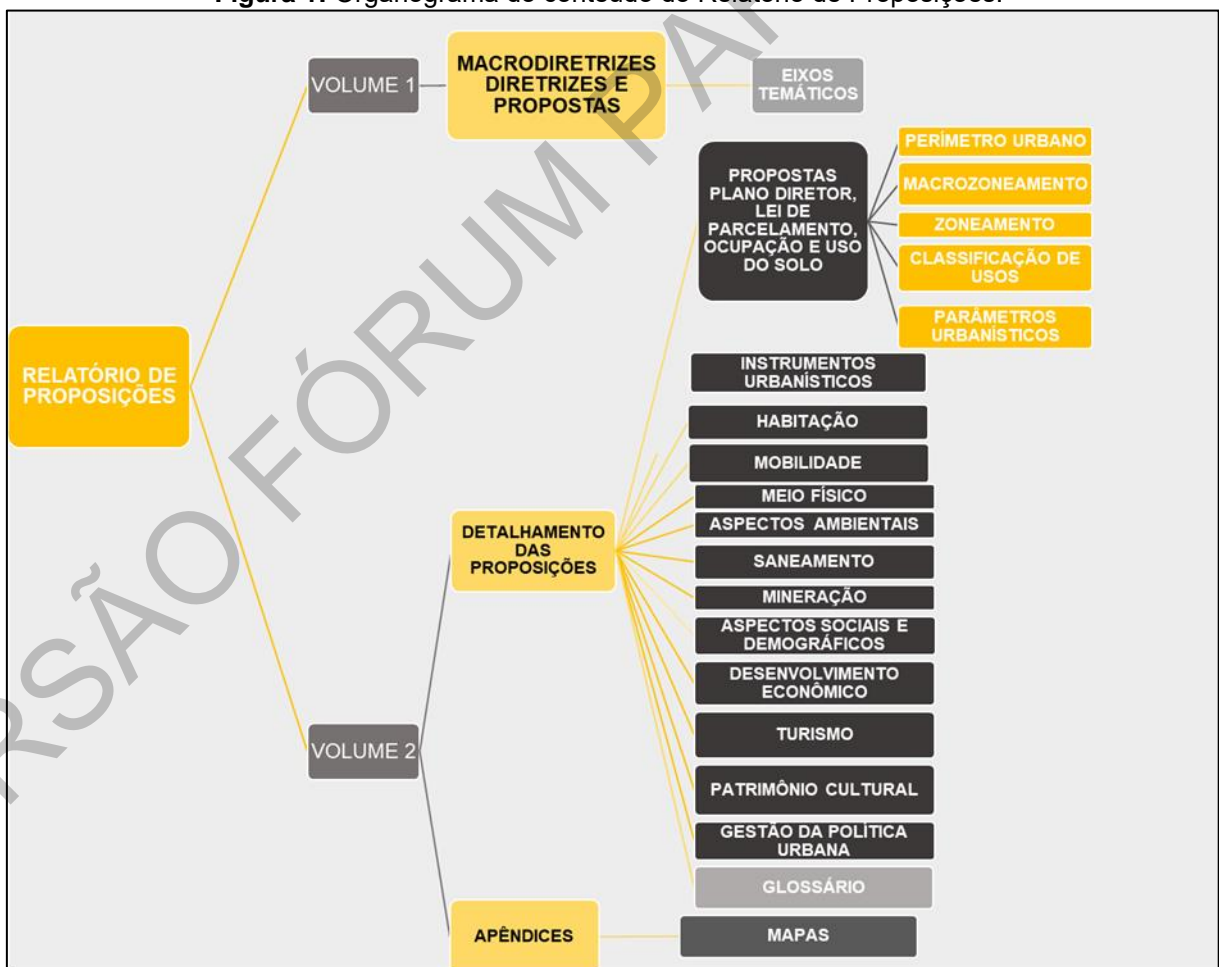 Figura 1. Organograma do conteúdo do Relatório de Proposições.
VOLUME 1
MACRODIRETRIZES
DIRETRIZES E
PROPOSTAS
EIXOS
TEMÁTICOS
PROPOSTAS
PLANO DIRETOR,
LEI DE
PARCELAMENTO,
OCUPAÇÃO E USO
DO SOLO
PERÍMETRO URBANO
MACROZONEAMENTO
ZONEAMENTO
CLASSIFICAÇÃO DE
USOS
PARÂMETROS
URBANÍSTICOS
RELATÓRIO DE
PROPOSIÇÕES
INSTRUMENTOS
URBANÍSTICOS
HABITAÇÃO
MOBILIDADE
MEIO FÍSICO
ASPECTOS AMBIENTAIS
SANEAMENTO
MINERAÇÃO
ASPECTOS SOCIAIS E
DEMOGRÁFICOS
DESENVOLVIMENTO
ECONÔMICO
TURISMO
PATRIMÔNIO CULTURAL
GESTÃO DA POLÍTICA
URBANA
GLOSSÁRIO
DETALHAMENTO
DAS
PROPOSIÇÕES
VOLUME 2
APÊNDICES
MAPAS
FÓRUM